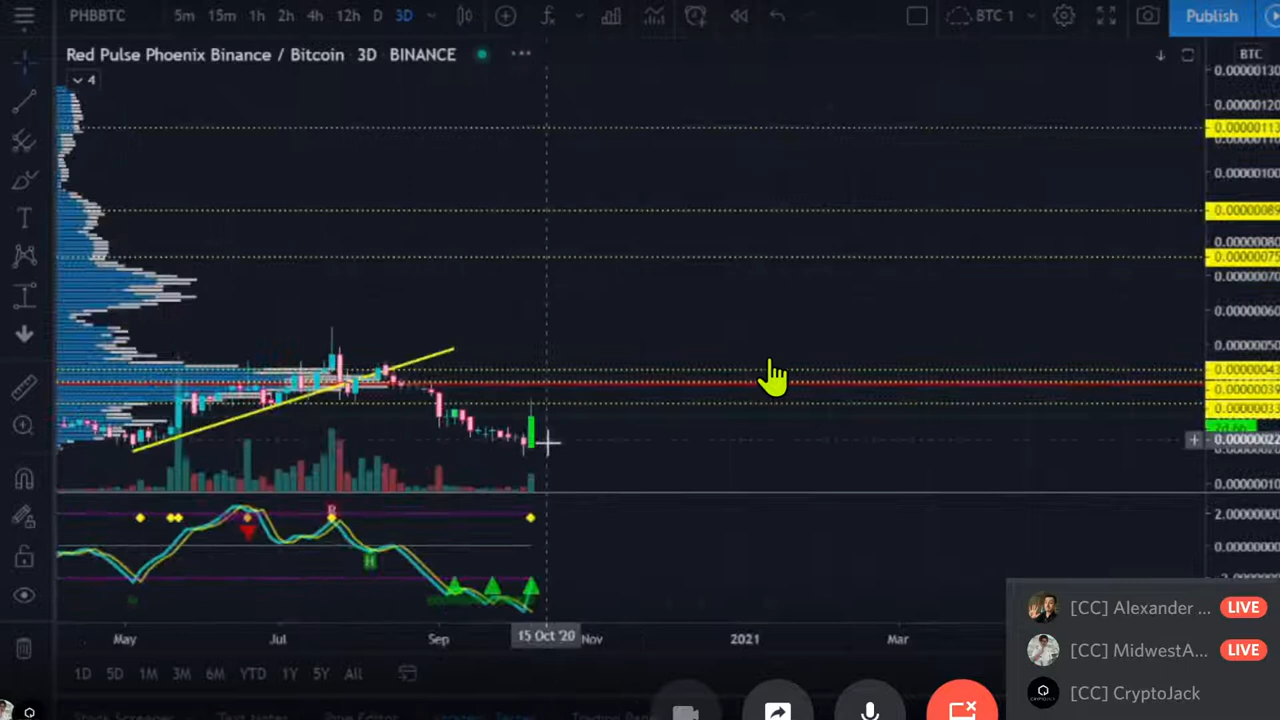 PHBBTC 5m 15m 1h 2h 4h 12h D 3D BTC 1 Publish
Red Pulse Phoenix Binance / Bitcoin 3D BINANCE
4
BTC
0.00000130
0.00000120
0.00000113
0.00000110
0.00000100
0.00000089
0.00000080
0.00000075
0.00000070
0.00000060
0.00000050
0.00000043
0.00000039
0.00000033
0.00000022
0.00000010
2.0000000
0.0000000
R
H
May Jul Sep 15 Oct '20 Nov 2021 Mar
1D 5D 1M 3M 6M YTD 1Y 5Y All
[CC] Alexander ... LIVE
[CC] MidwestA... LIVE
[CC] CryptoJack